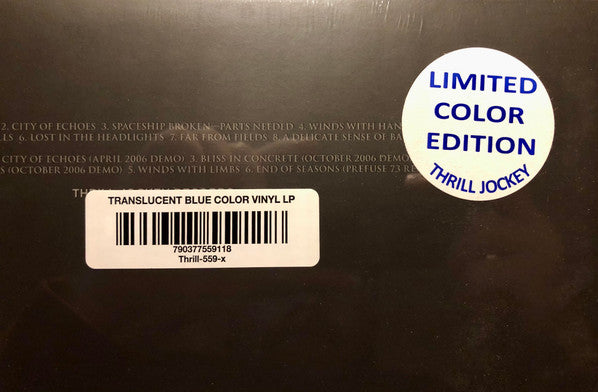 2. CITY OF ECHOES 3. SPACESHIP BROKEN—PARTS NEEDED 4. WINDS WITH HAN
LLS 6. LOST IN THE HEADLIGHTS 7. FAR FROM FIELDS 8. A DELICATE SENSE OF BA
CITY OF ECHOES (APRIL 2006 DEMO) 3. BLISS IN CONCRETE (OCTOBER 2006 DEMO)
S (OCTOBER 2006 DEMO) 5. WINDS WITH LIMBS 6. END OF SEASONS (PREFUSE 73 RE
LIMITED
COLOR
EDITION
THRILL JOCKEY
TRANSLUCENT BLUE COLOR VINYL LP
790377559118
Thrill-559-x